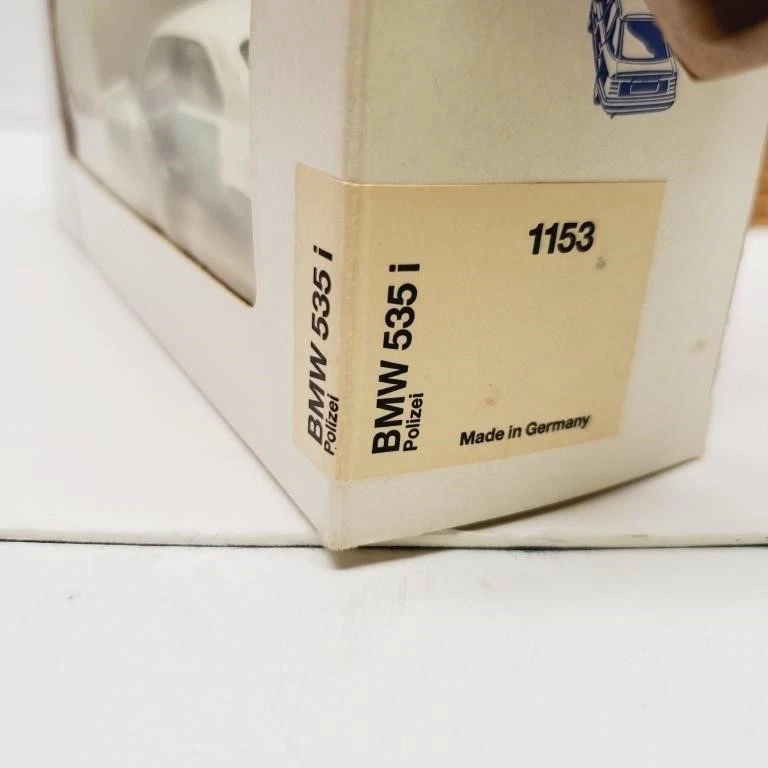 BMW 535 i
Polizei
BMW 535 i
Polizei
1153
Made in Germany